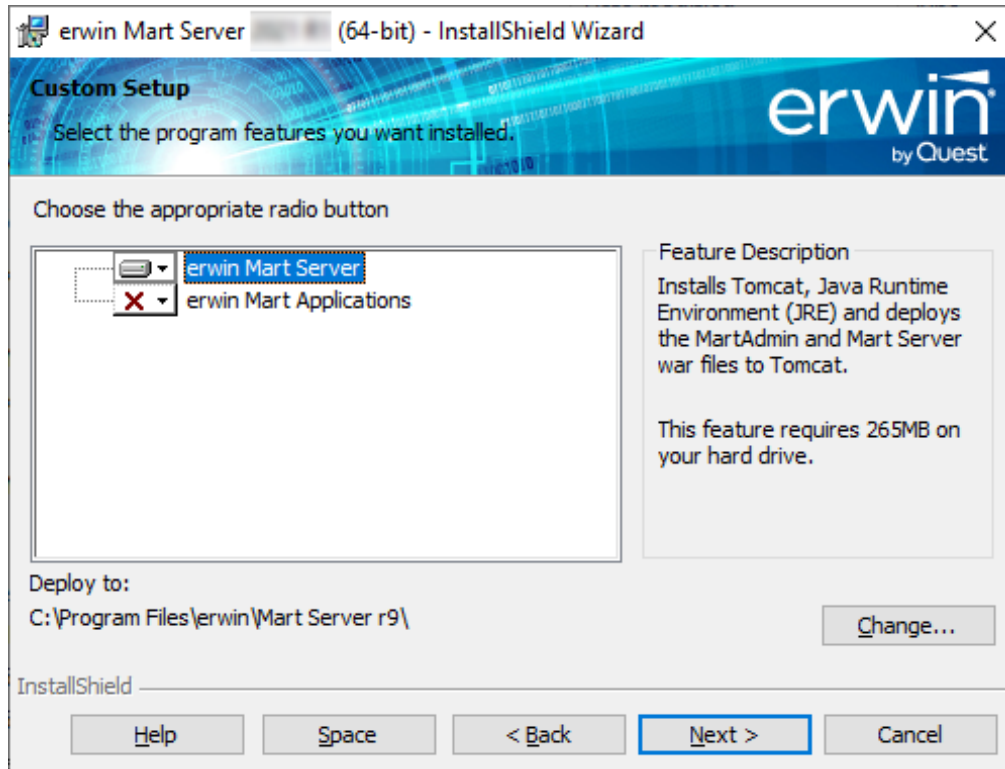 erwin Mart Server (64-bit) - InstallShield Wizard
Custom Setup
Select the program features you want installed.
erwin
by Quest
Choose the appropriate radio button
erwin Mart Server
erwin Mart Applications
Feature Description
Installs Tomcat, Java Runtime
Environment (JRE) and deploys
the MartAdmin and Mart Server
war files to Tomcat.
This feature requires 265MB on
your hard drive.
Deploy to:
C:\Program Files\erwin\Mart Server r9\
Change...
InstallShield
Help
Space
< Back
Next >
Cancel